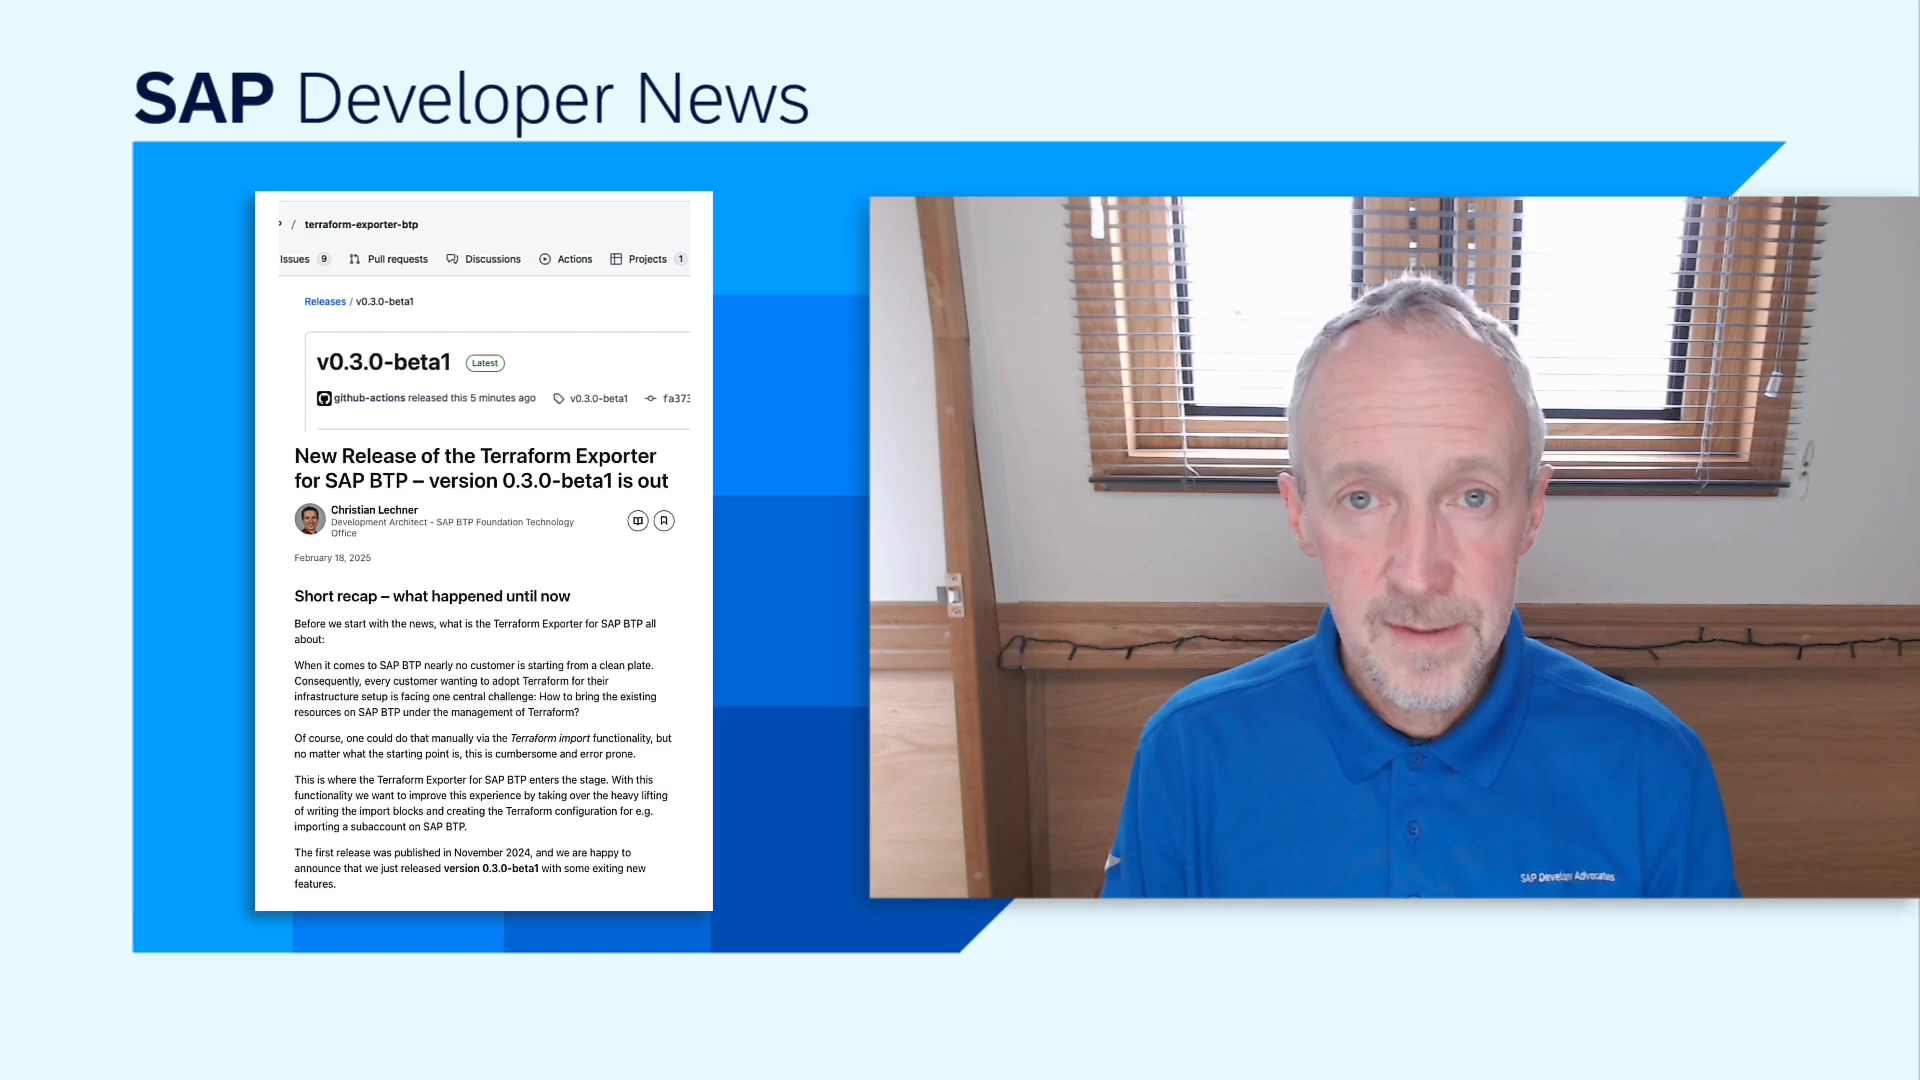 SAP Developer News
/ terraform-exporter-btp
Issues 9 Pull requests Discussions Actions Projects 1
Releases / v0.3.0-beta1
v0.3.0-beta1 Latest
github-actions released this 5 minutes ago v0.3.0-beta1 fa373
New Release of the Terraform Exporter
for SAP BTP – version 0.3.0-beta1 is out
Christian Lechner
Development Architect - SAP BTP Foundation Technology
Office
February 18, 2025
Short recap – what happened until now
Before we start with the news, what is the Terraform Exporter for SAP BTP all
about:
When it comes to SAP BTP nearly no customer is starting from a clean plate.
Consequently, every customer wanting to adopt Terraform for their
infrastructure setup is facing one central challenge: How to bring the existing
resources on SAP BTP under the management of Terraform?
Of course, one could do that manually via the Terraform import functionality, but
no matter what the starting point is, this is cumbersome and error prone.
This is where the Terraform Exporter for SAP BTP enters the stage. With this
functionality we want to improve this experience by taking over the heavy lifting
of writing the import blocks and creating the Terraform configuration for e.g.
importing a subaccount on SAP BTP.
The first release was published in November 2024, and we are happy to
announce that we just released version 0.3.0-beta1 with some exiting new
features.
SAP Developer Advocates